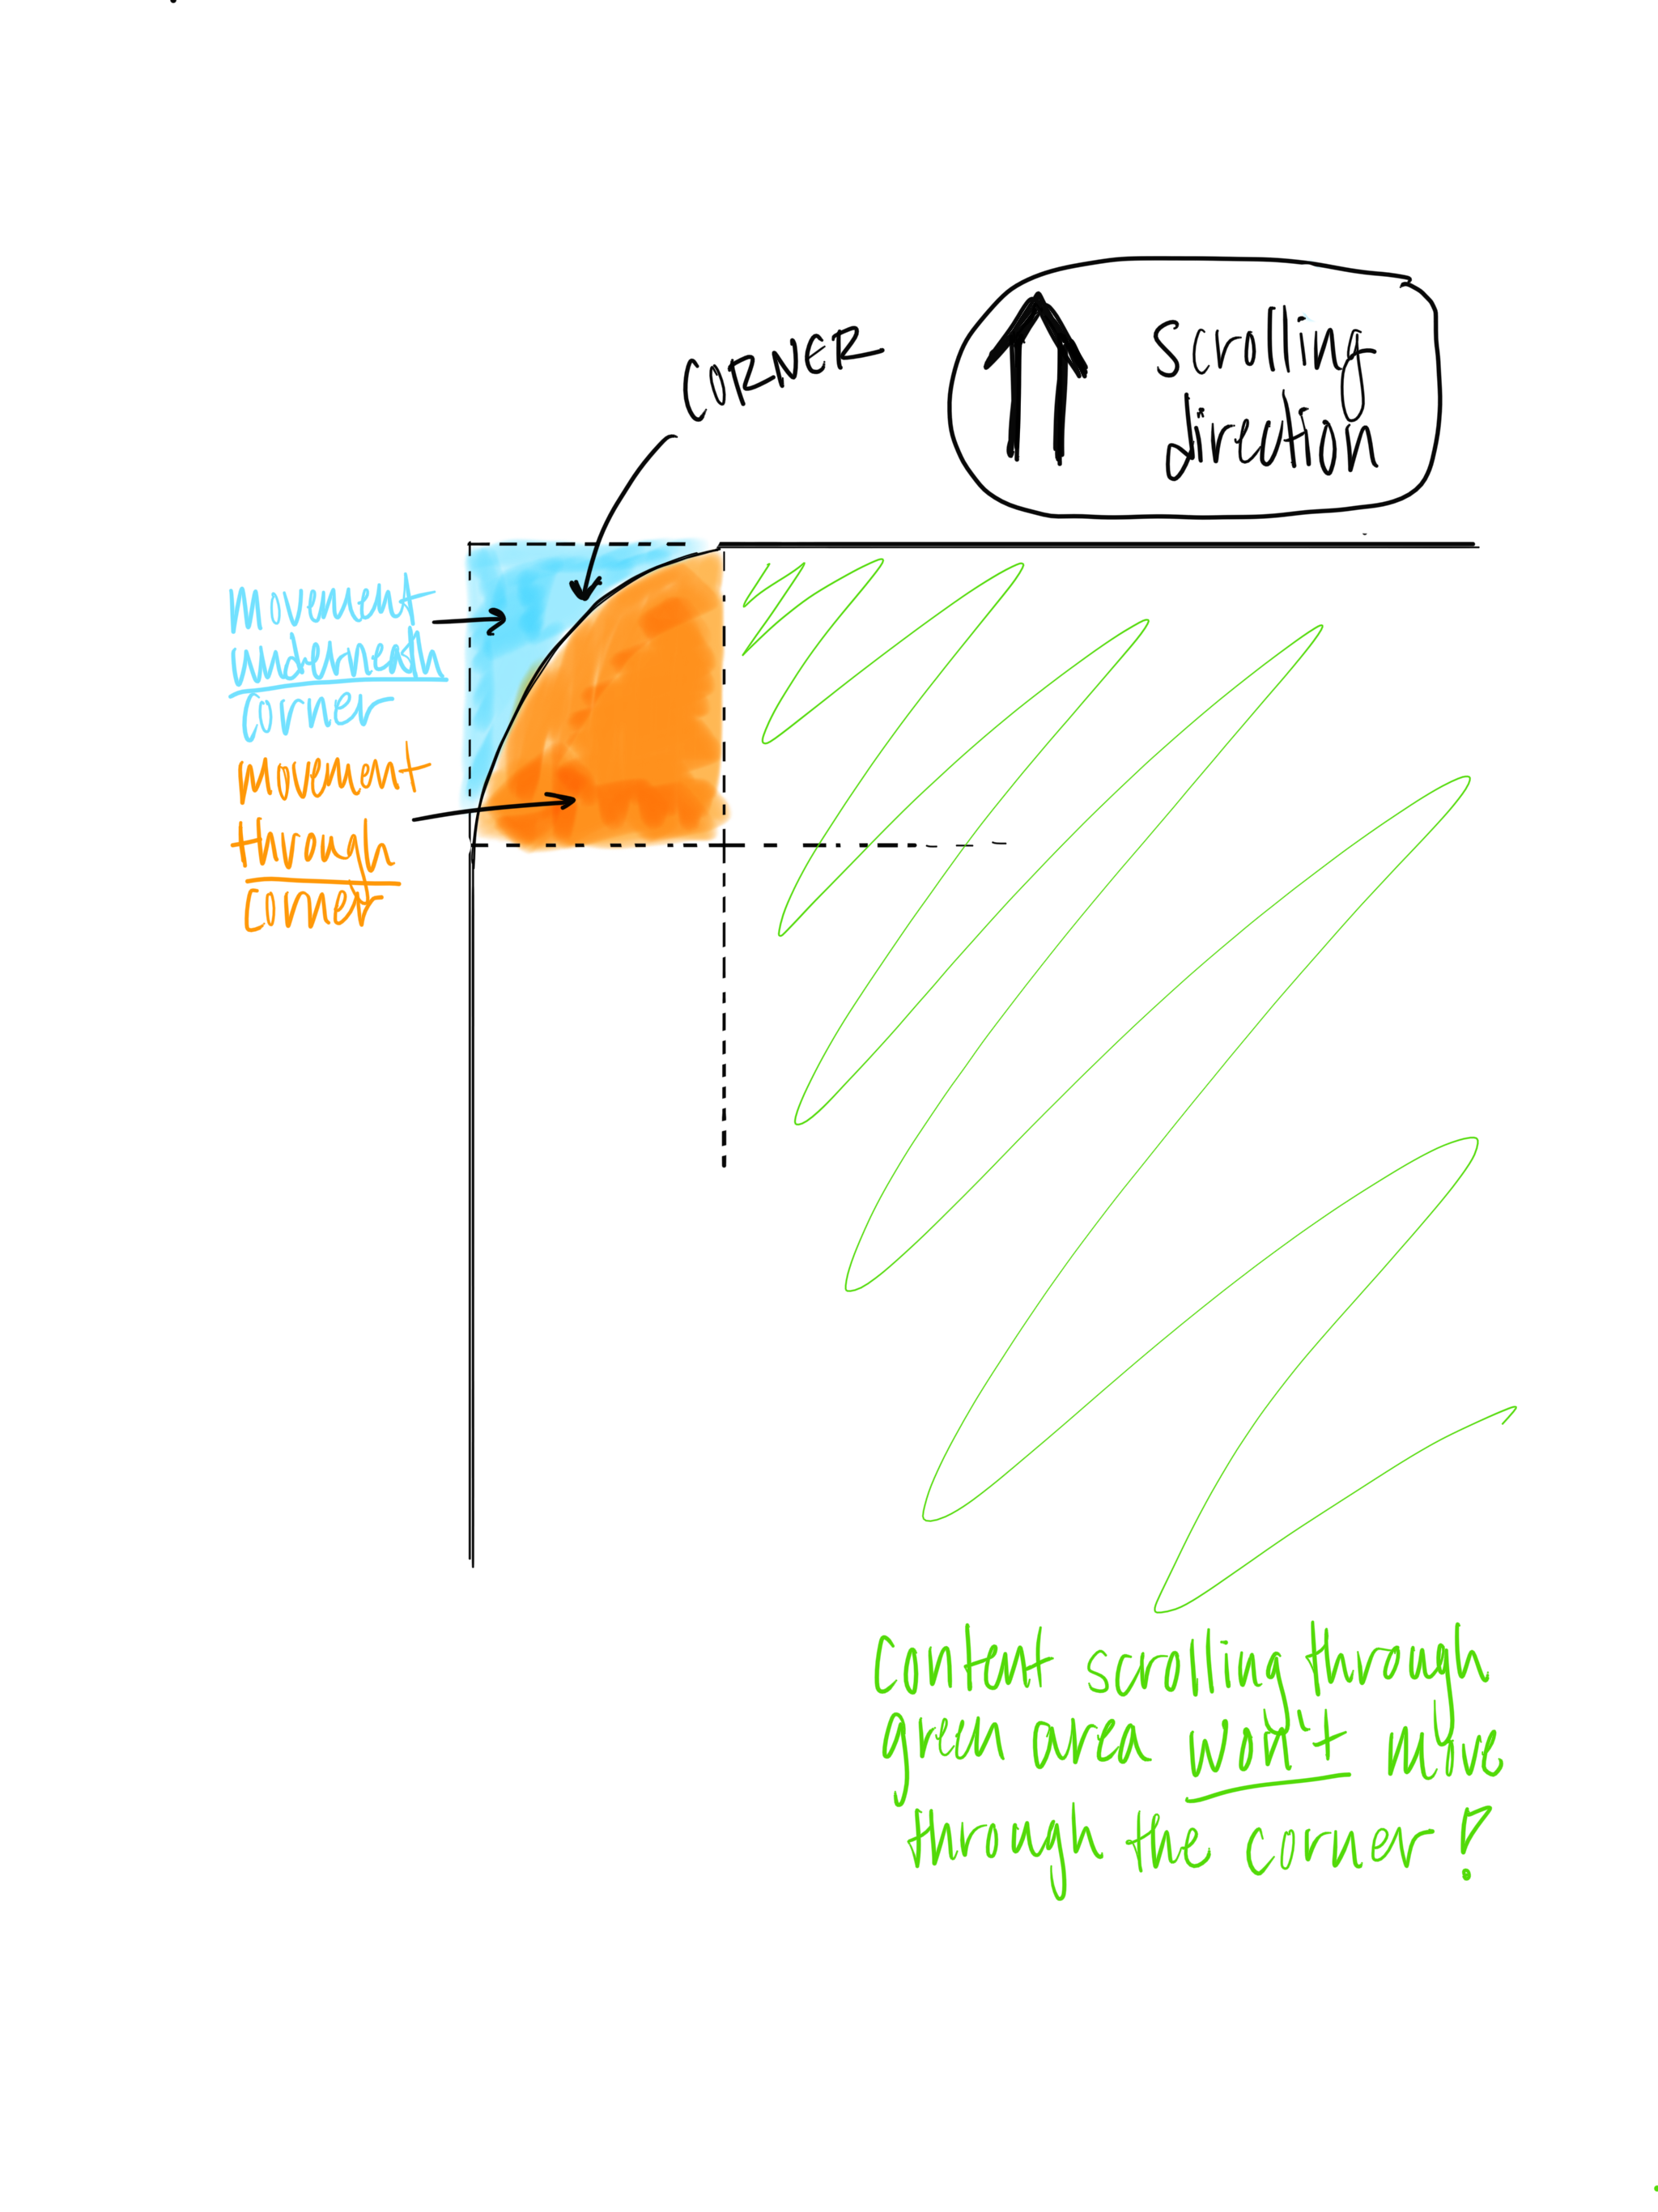 CORNER
scrolling
direction
movement
underneath
corner
movement
through
corner
Content scrolling through
green area won't move
through the corner?